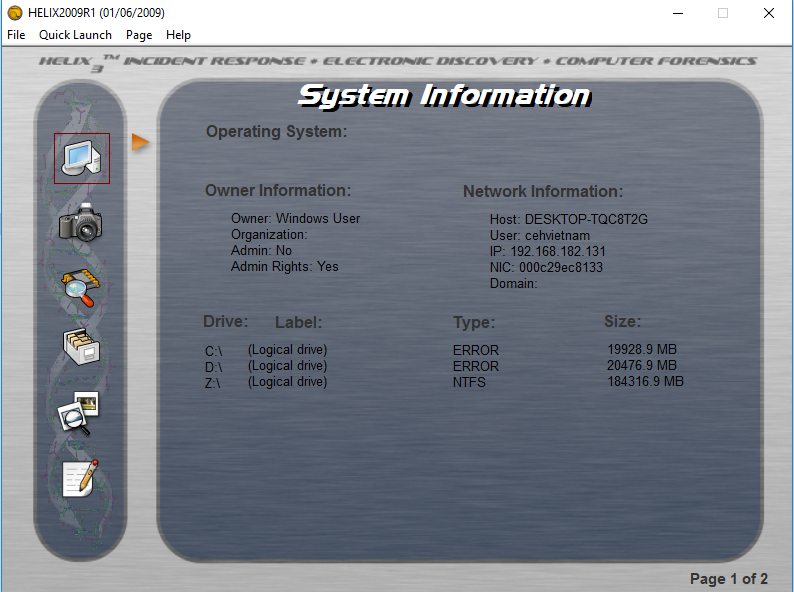 HELIX2009R1 (01/06/2009)
File Quick Launch Page Help
HELIX3™ INCIDENT RESPONSE • ELECTRONIC DISCOVERY • COMPUTER FORENSICS
System Information
Operating System:
Owner Information:
Owner: Windows User
Organization:
Admin: No
Admin Rights: Yes
Network Information:
Host: DESKTOP-TQC8T2G
User: cehvietnam
IP: 192.168.182.131
NIC: 000c29ec8133
Domain:
Drive: Label: Type: Size:
C:\ (Logical drive) ERROR 19928.9 MB
D:\ (Logical drive) ERROR 20476.9 MB
Z:\ (Logical drive) NTFS 184316.9 MB
Page 1 of 2